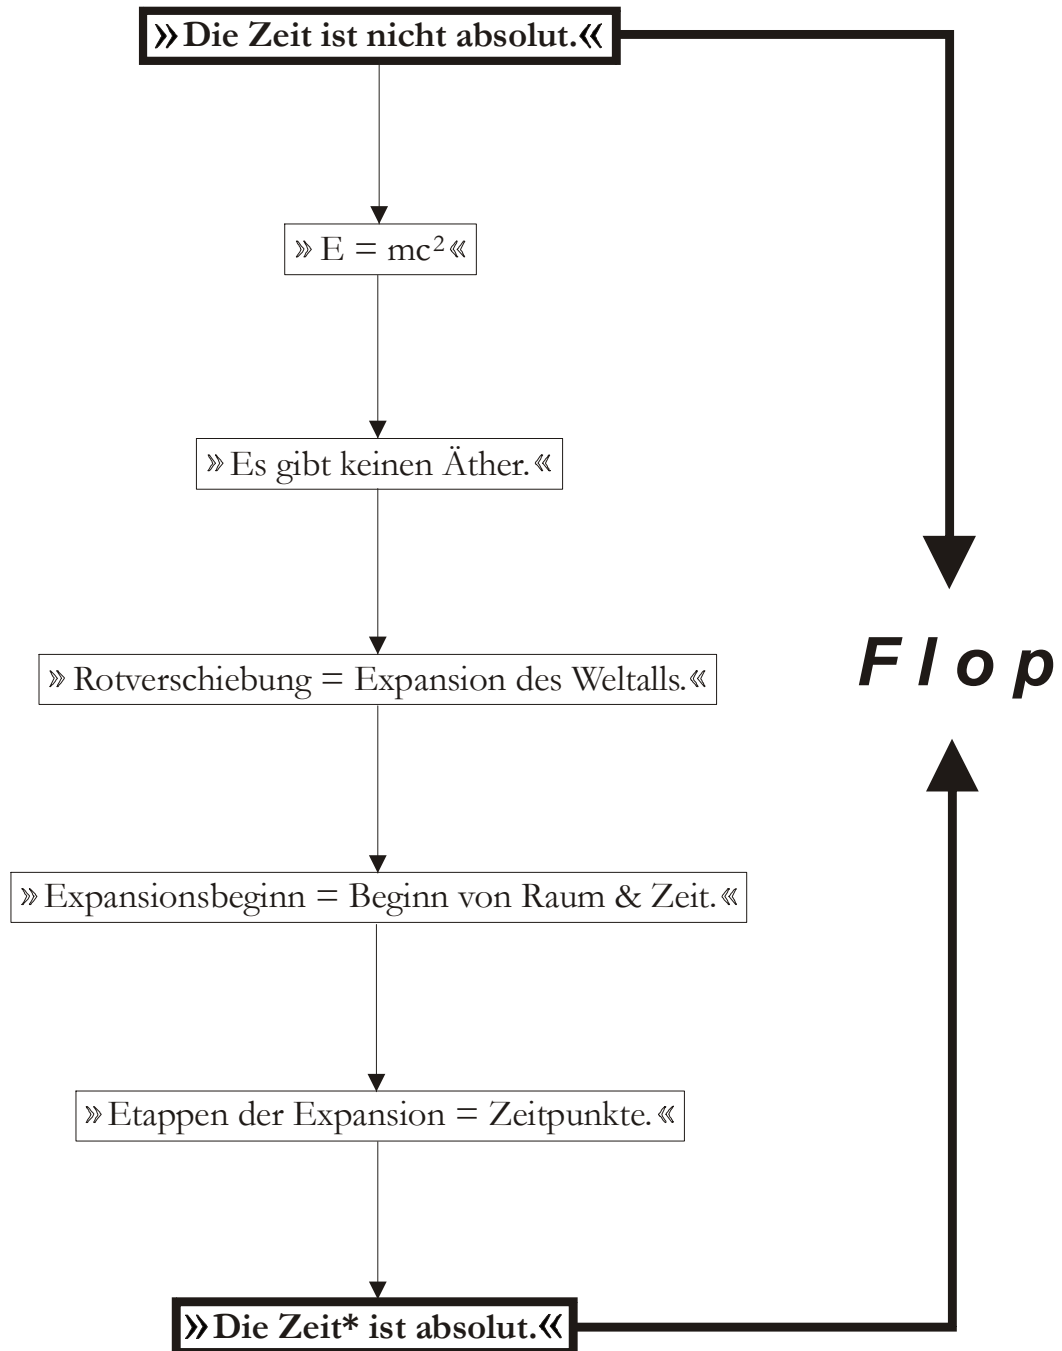 »Die Zeit ist nicht absolut.«
» E = mc²«
»Es gibt keinen Äther.«
» Rotverschiebung = Expansion des Weltalls.«
Flop
»Expansionsbeginn = Beginn von Raum & Zeit.«
»Etappen der Expansion = Zeitpunkte.«
»Die Zeit* ist absolut.«